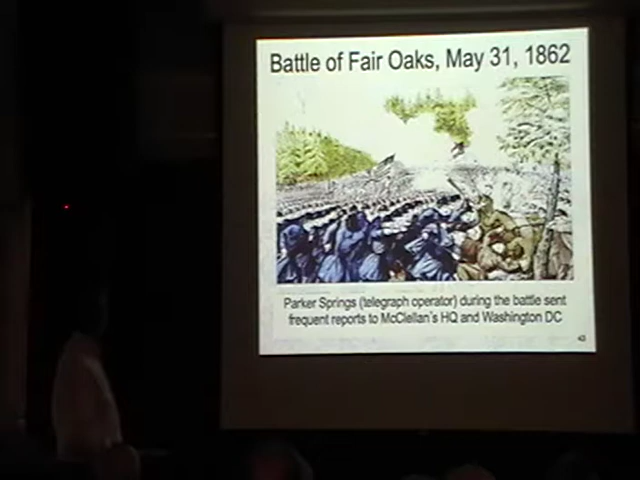 Battle of Fair Oaks, May 31, 1862
Parker Springs (telegraph operator) during the battle sent
frequent reports to McClellan's HQ and Washington DC
43